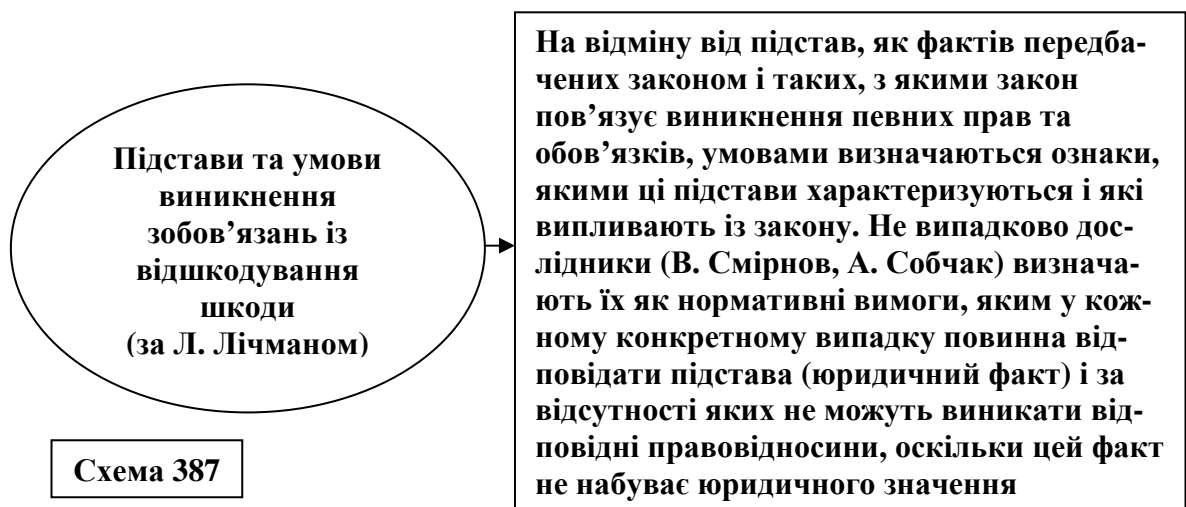 Підстави та умови
виникнення
зобов’язань із
відшкодування
шкоди
(за Л. Лічманом)
На відміну від підстав, як фактів передба-
чених законом і таких, з якими закон
пов’язує виникнення певних прав та
обов’язків, умовами визначаються ознаки,
якими ці підстави характеризуються і які
випливають із закону. Не випадково дос-
лідники (В. Смірнов, А. Собчак) визнача-
ють їх як нормативні вимоги, яким у кож-
ному конкретному випадку повинна від-
повідати підстава (юридичний факт) і за
відсутності яких не можуть виникати від-
повідні правовідносини, оскільки цей факт
не набуває юридичного значення
Схема 387